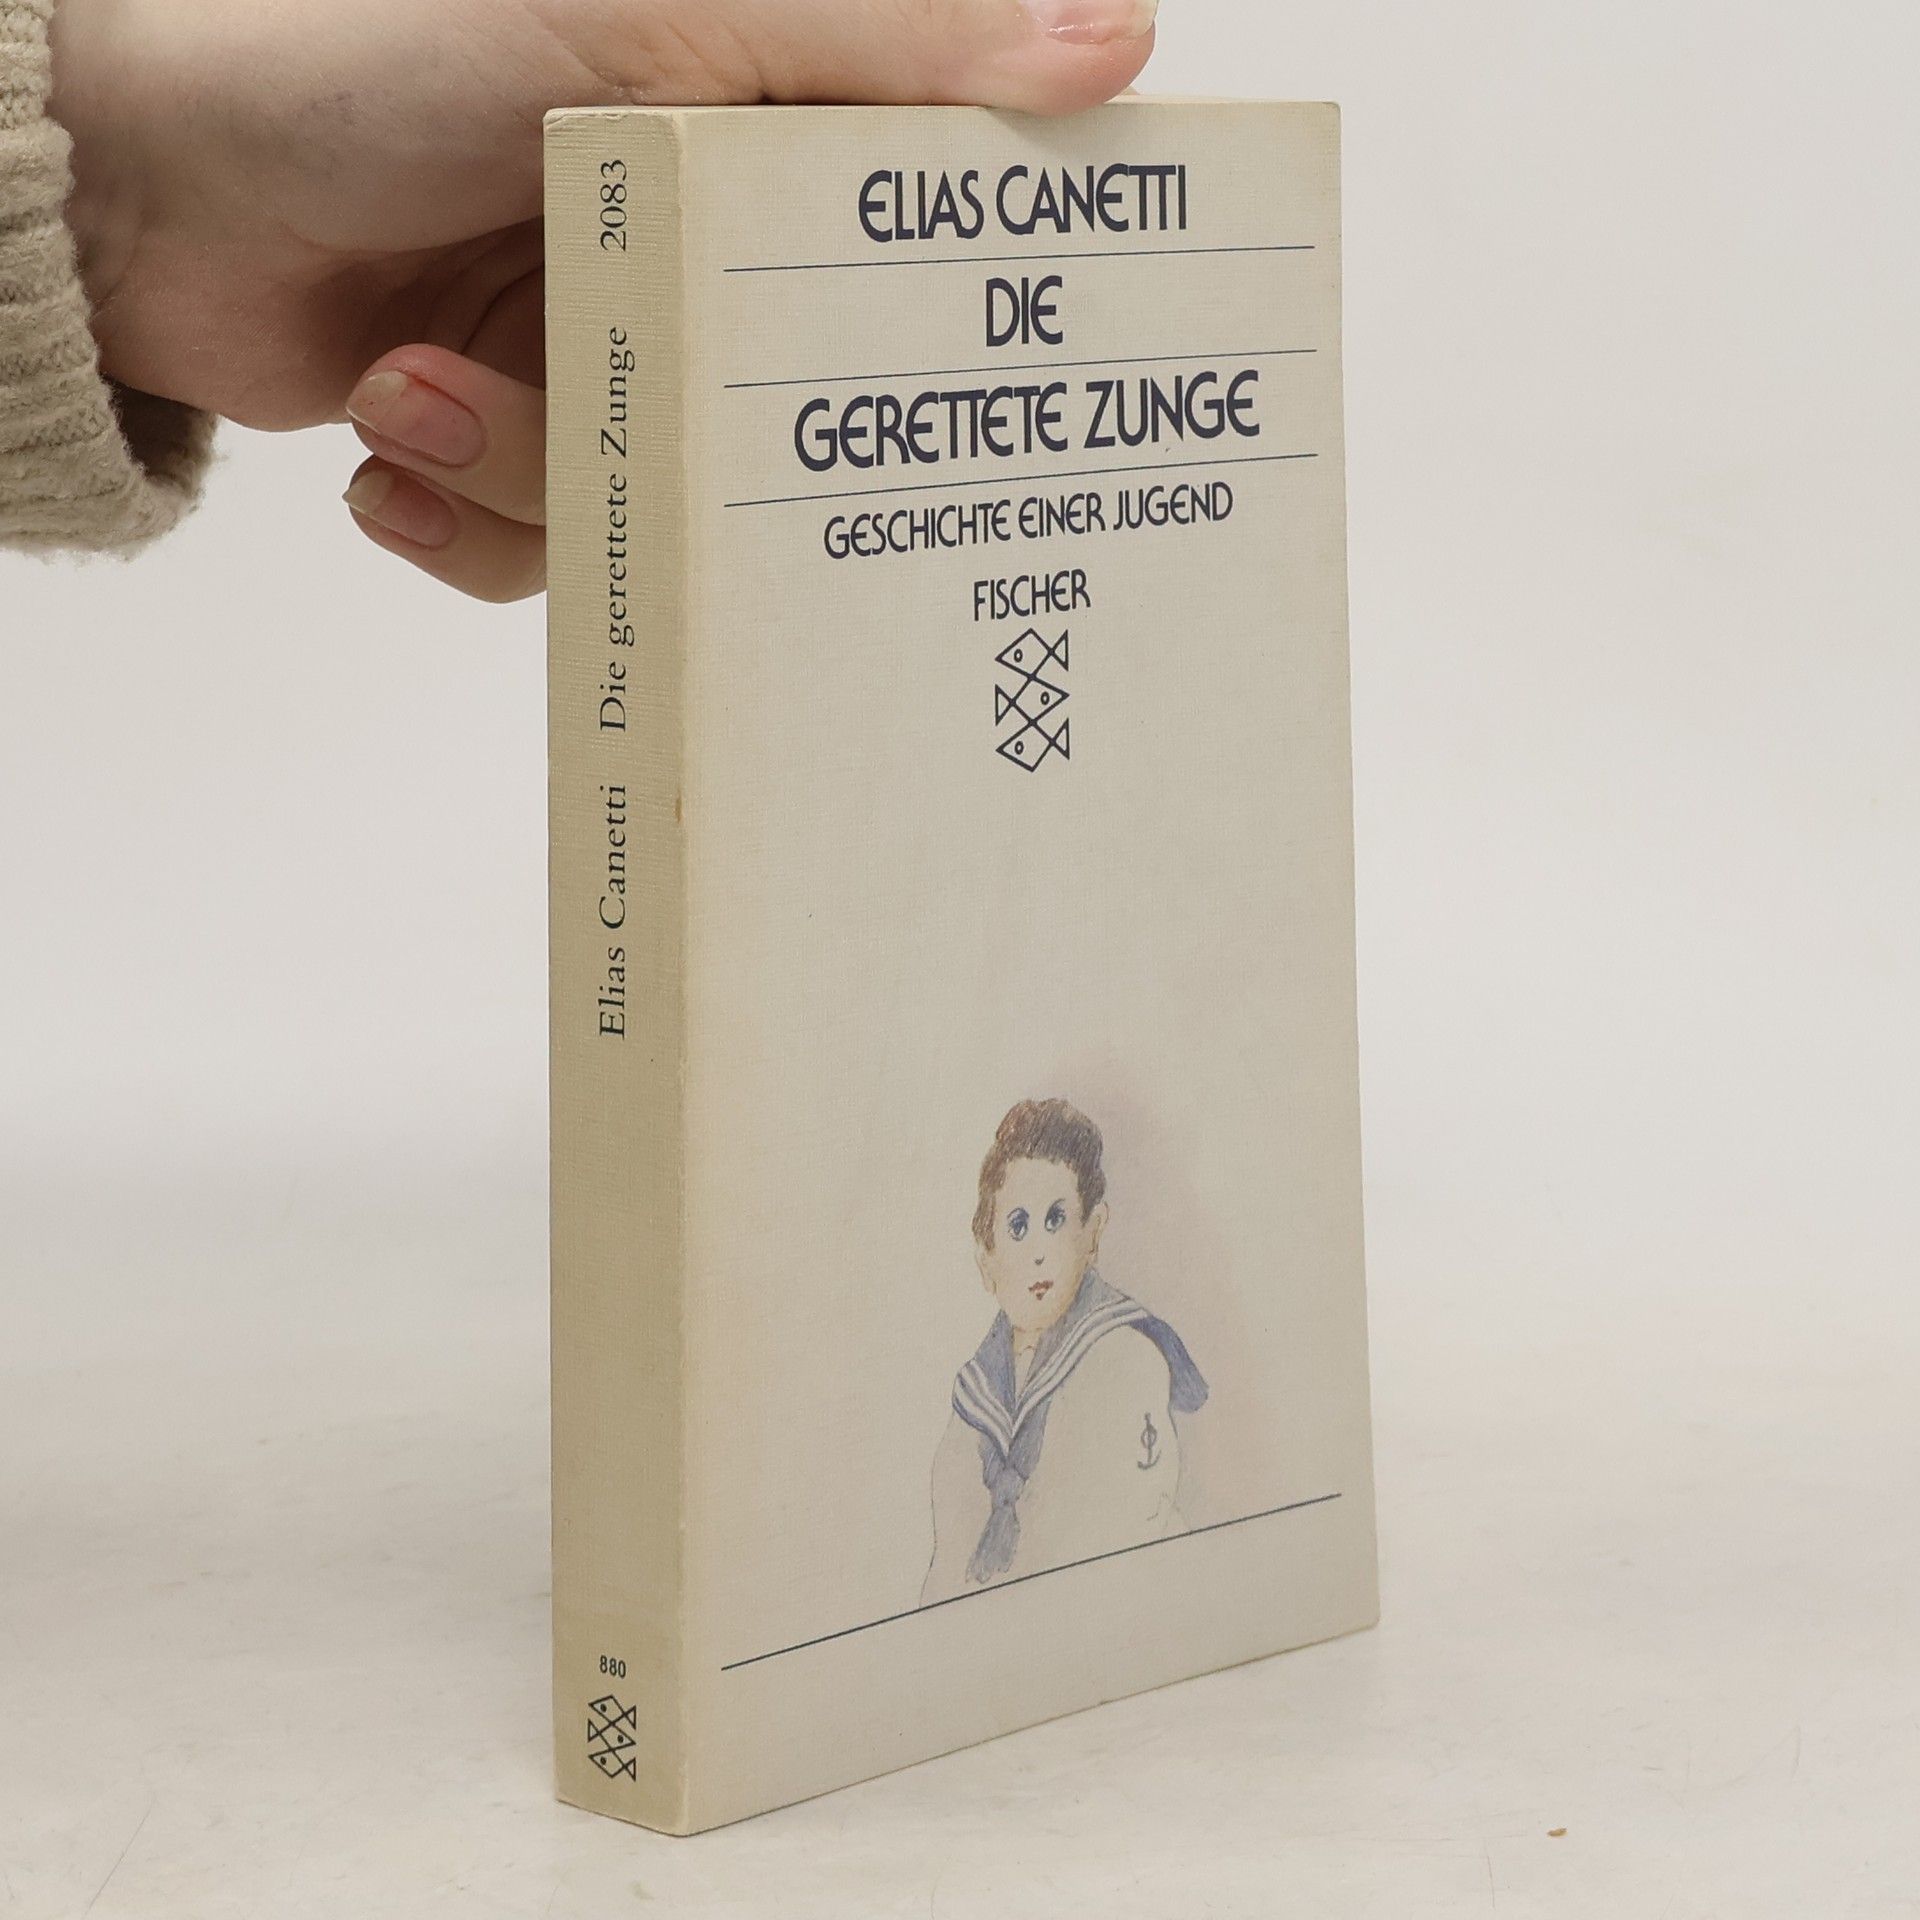 ELIAS CANETTI
DIE
GERETTETE ZUNGE
GESCHICHTE EINER JUGEND
FISCHER
Elias Canetti Die gerettete Zunge 2083
880